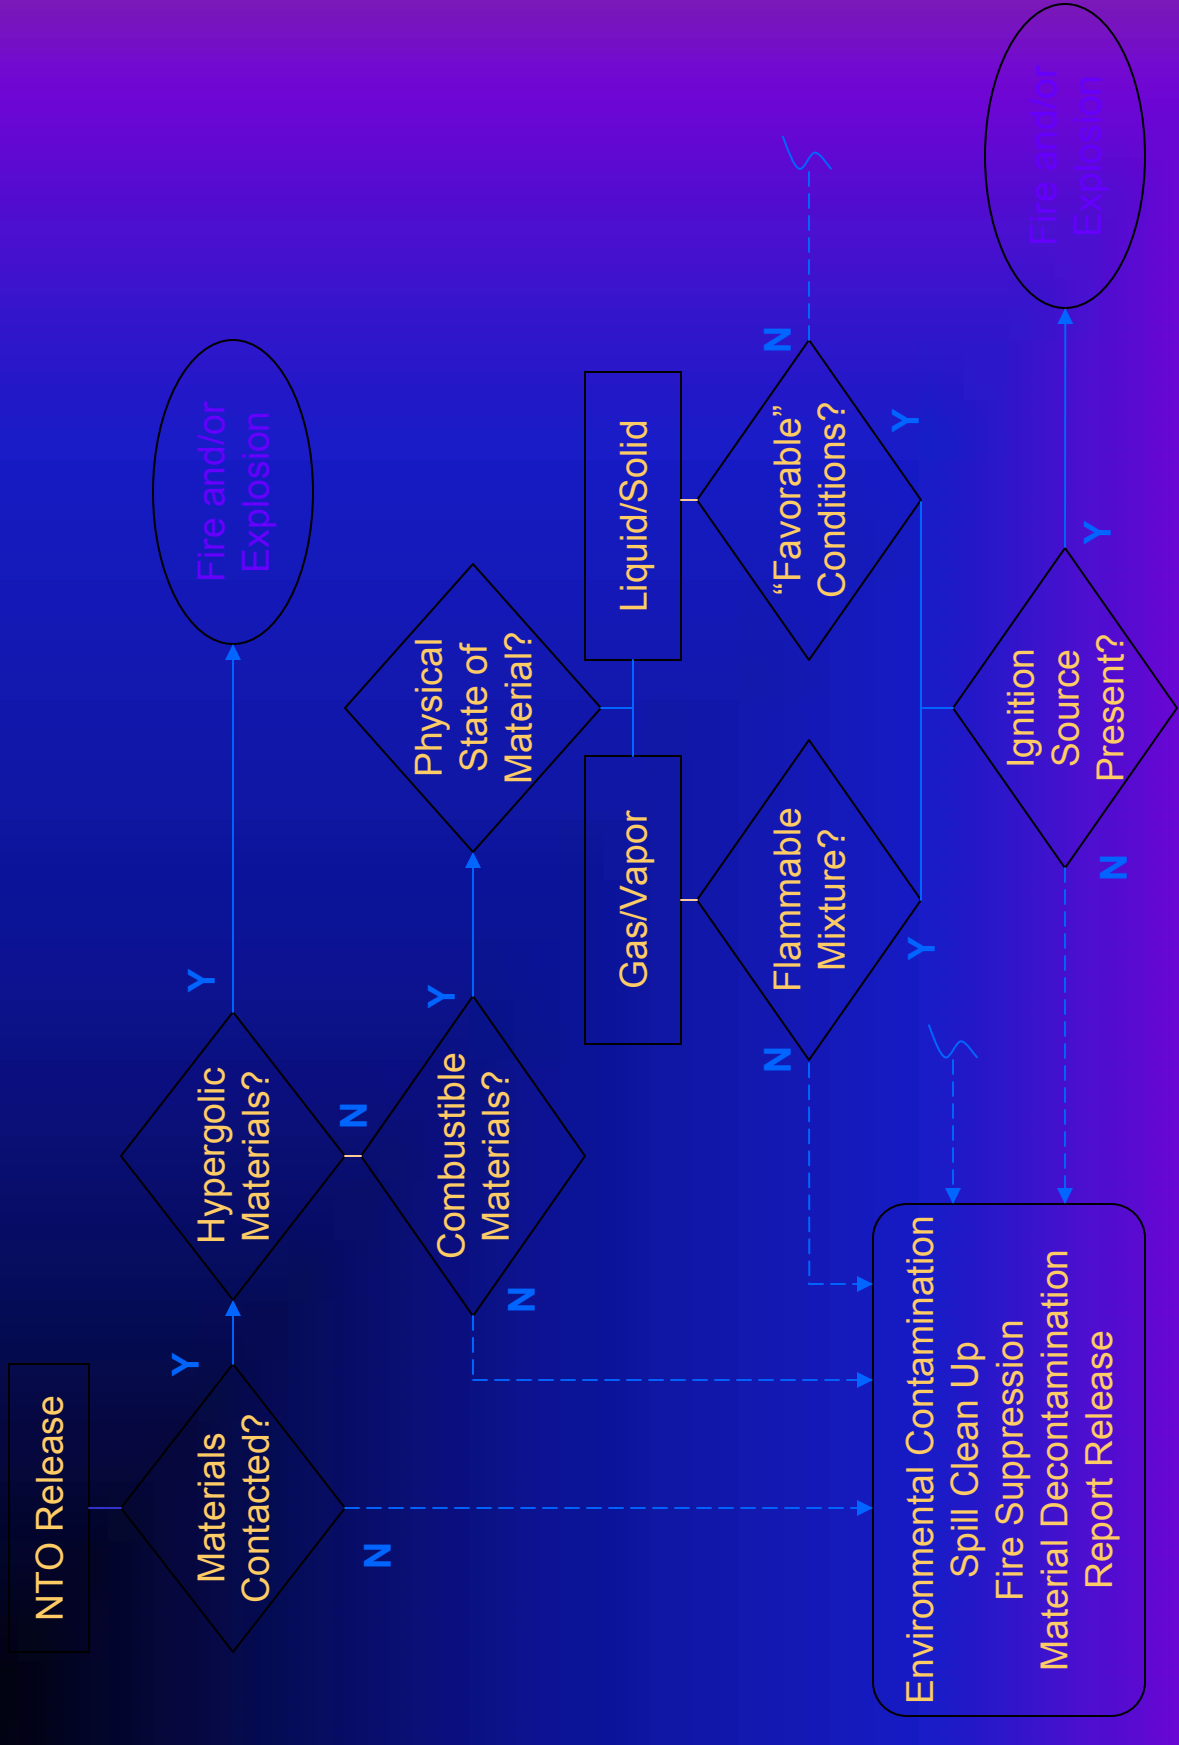 NTO Release
Materials
Contacted?
Y
N
Hypergolic
Materials?
Y
N
Fire and/or
Explosion
Combustible
Materials?
Y
N
Physical
State of
Material?
Gas/Vapor
Liquid/Solid
Flammable
Mixture?
N
Y
“Favorable”
Conditions?
N
Y
Ignition
Source
Present?
N
Y
Fire and/or
Explosion
Environmental Contamination
Spill Clean Up
Fire Suppression
Material Decontamination
Report Release